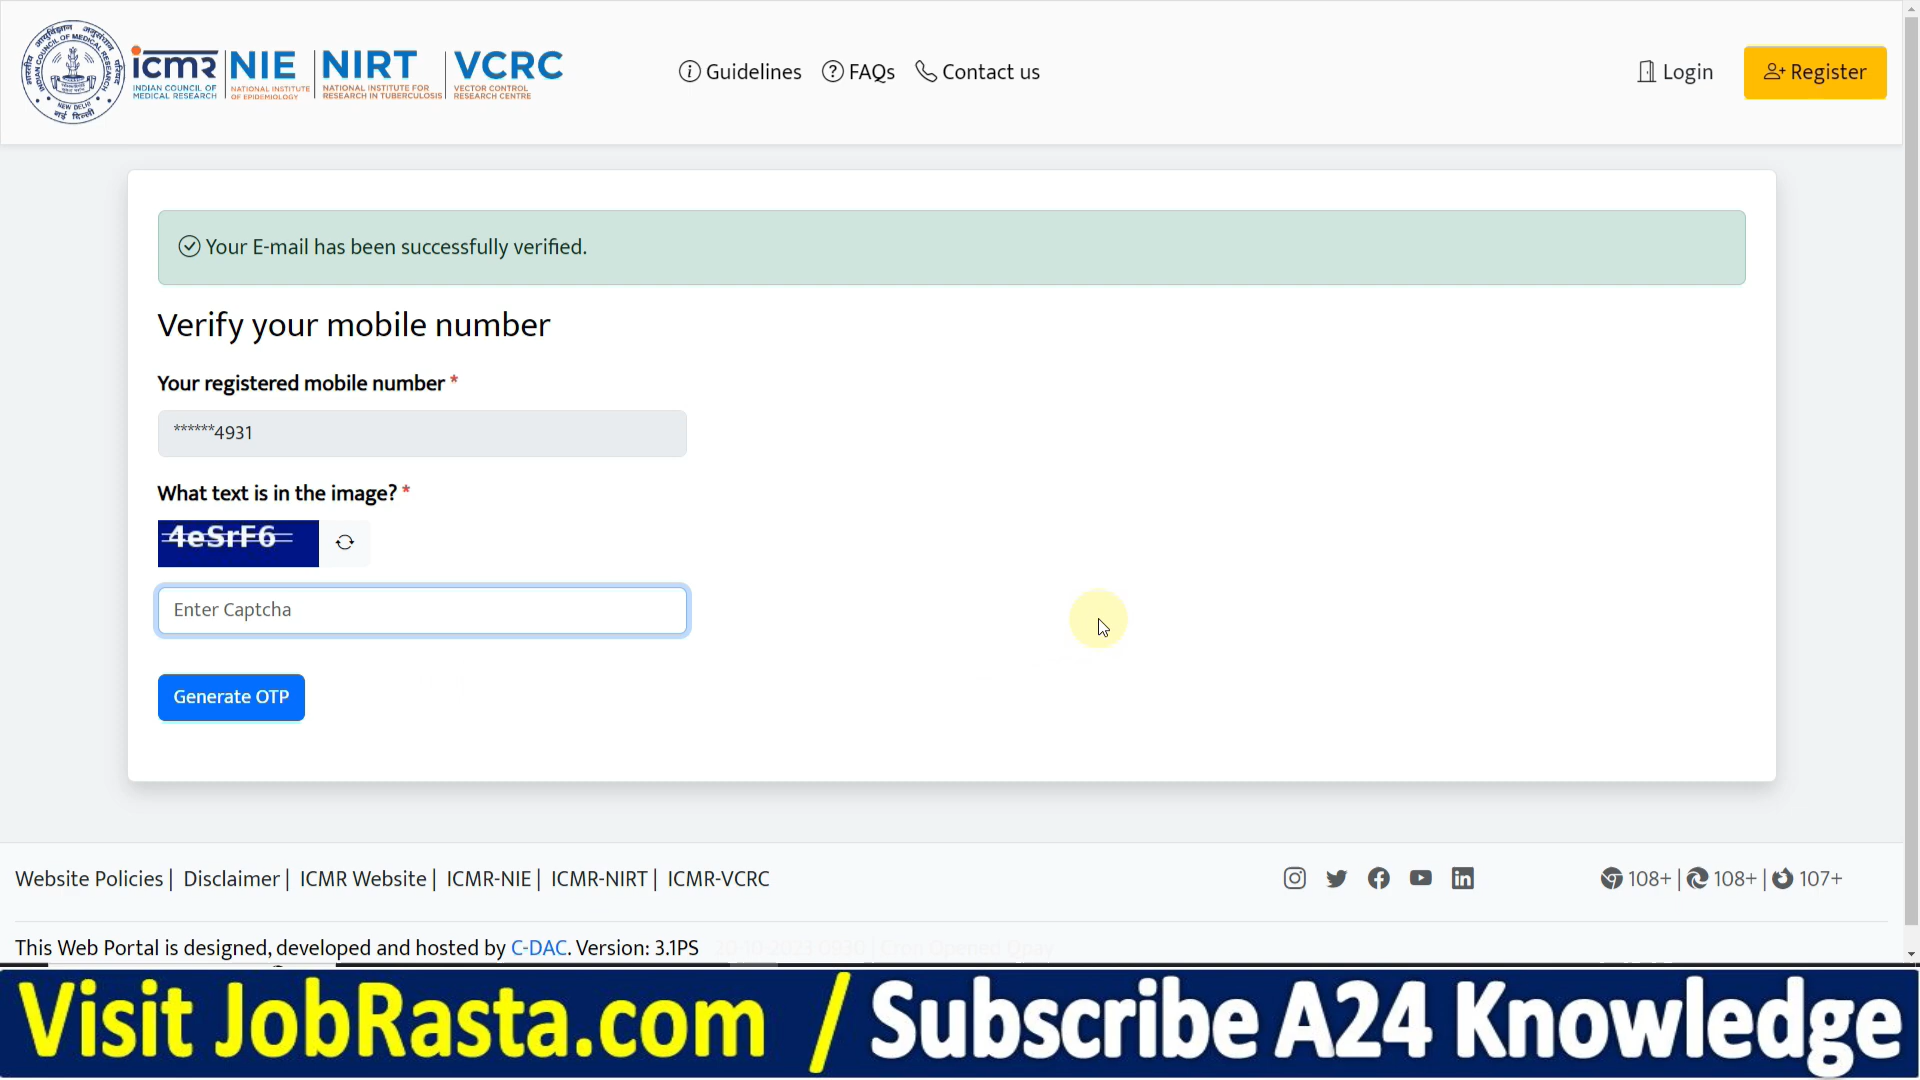 icmr
INDIAN COUNCIL OF
MEDICAL RESEARCH
NIE
NATIONAL INSTITUTE
OF EPIDEMIOLOGY
NIRT
NATIONAL INSTITUTE FOR
RESEARCH IN TUBERCULOSIS
VCRC
VECTOR CONTROL
RESEARCH CENTRE
Guidelines
FAQs
Contact us
Login
Register
Your E-mail has been successfully verified.
Verify your mobile number
Your registered mobile number *
******4931
What text is in the image? *
4eSrF6
Enter Captcha
Generate OTP
Website Policies | Disclaimer | ICMR Website | ICMR-NIE | ICMR-NIRT | ICMR-VCRC
108+ | 108+ | 107+
This Web Portal is designed, developed and hosted by C-DAC. Version: 3.1PS
Visit JobRasta.com / Subscribe A24 Knowledge